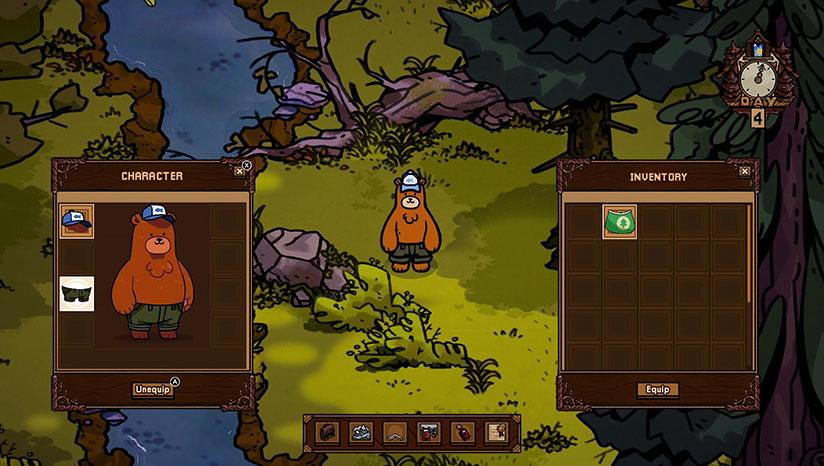 DAY
4
CHARACTER
X
INVENTORY
Unequip
A
Equip